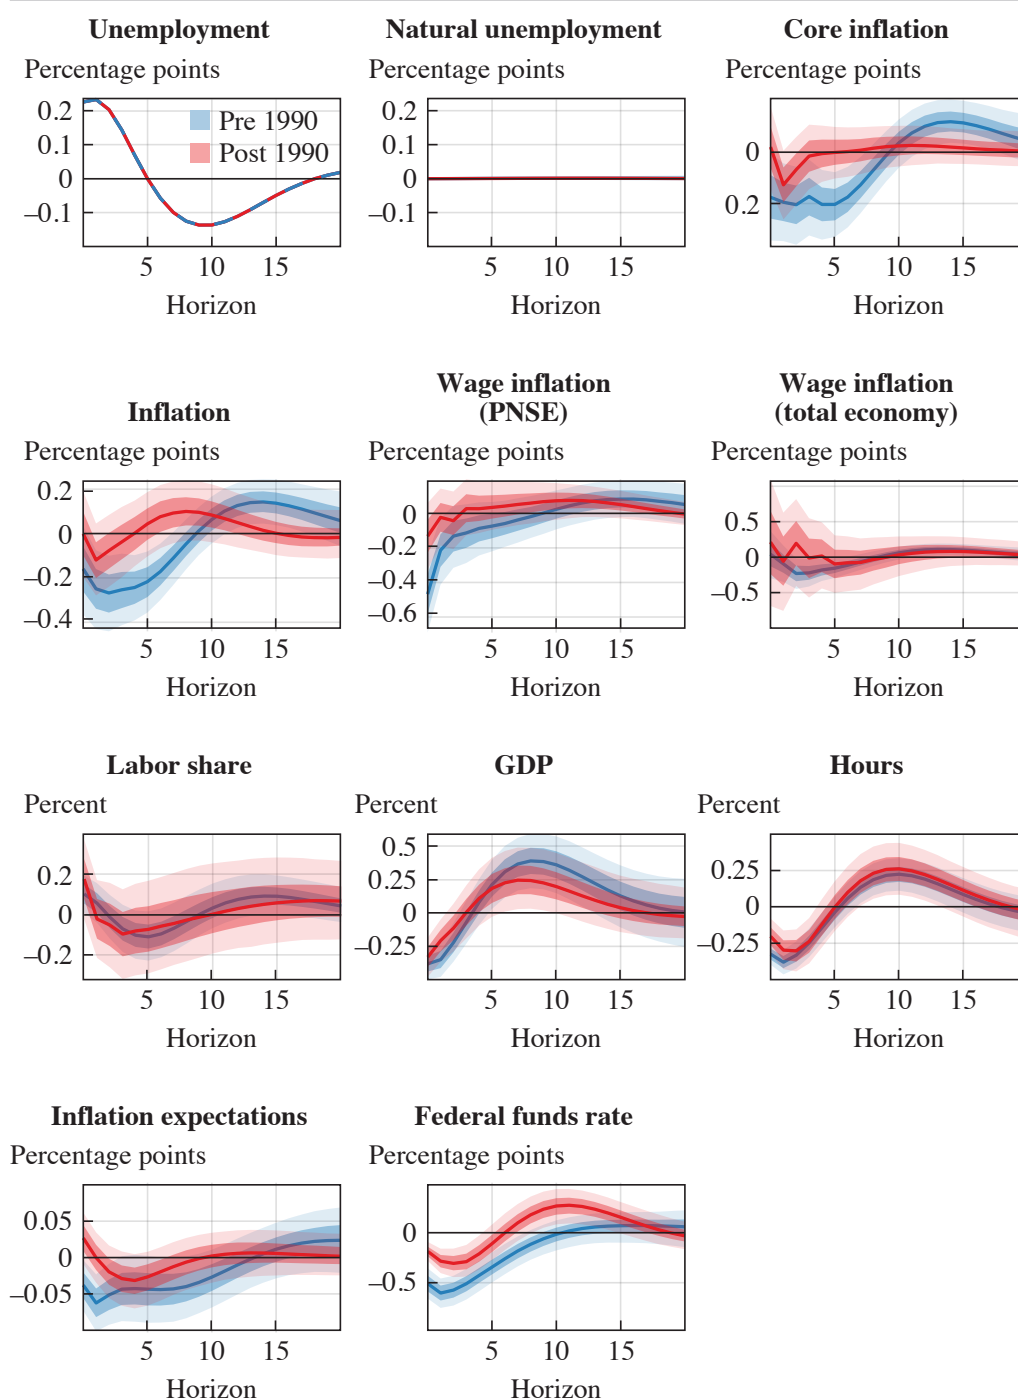 Unemployment
Percentage points
0.2
0.1
0
–0.1
Pre 1990
Post 1990
5 10 15
Horizon
Natural unemployment
Percentage points
0.2
0.1
0
–0.1
5 10 15
Horizon
Core inflation
Percentage points
0
0.2
5 10 15
Horizon
Inflation
Percentage points
0.2
0
–0.2
–0.4
5 10 15
Horizon
Wage inflation
(PNSE)
Percentage points
0
–0.2
–0.4
–0.6
5 10 15
Horizon
Wage inflation
(total economy)
Percentage points
0.5
0
–0.5
5 10 15
Horizon
Labor share
Percent
0.2
0
–0.2
5 10 15
Horizon
GDP
Percent
0.5
0.25
0
–0.25
5 10 15
Horizon
Hours
Percent
0.25
0
–0.25
5 10 15
Horizon
Inflation expectations
Percentage points
0.05
0
–0.05
5 10 15
Horizon
Federal funds rate
Percentage points
0
–0.5
5 10 15
Horizon